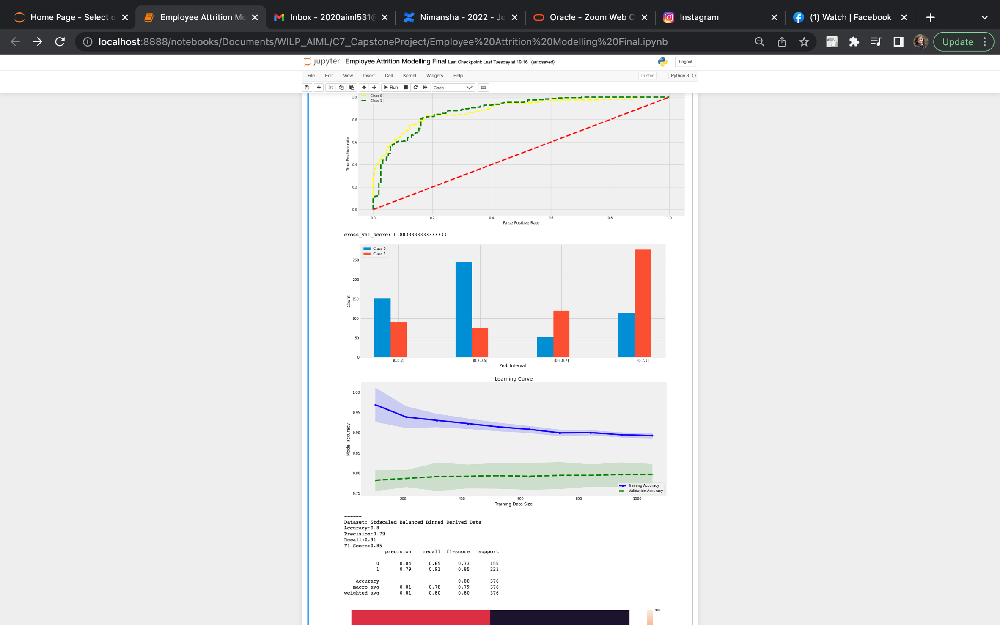 Home Page - Select o
Employee Attrition Mo
Inbox - 2020aiml531@
Nimansha - 2022 - Jo
Oracle - Zoom Web C
Instagram
(1) Watch | Facebook
localhost:8888/notebooks/Documents/WILP_AIML/C7_CapstoneProject/Employee%20Attrition%20Modelling%20Final.ipynb
Update
jupyter Employee Attrition Modelling Final Last Checkpoint: Last Tuesday at 19:16 (autosaved)
Logout
File Edit View Insert Cell Kernel Widgets Help
Trusted
Python 3
Run
Code
Class 0
Class 1
1.0
0.8
0.6
0.4
0.2
0.0
True Positive rate
0.0 0.2 0.4 0.6 0.8 1.0
False Positive Rate
cross_val_score: 0.8033333333333333
Class 0
Class 1
250
200
150
100
50
0
Count
(0,0.2] (0.2,0.5] (0.5,0.7] (0.7,1]
Prob Interval
Learning Curve
1.00
0.95
0.90
0.85
0.80
0.75
Model accuracy
Training Accuracy
Validation Accuracy
200 400 600 800 1000
Training Data Size
------
Dataset: Stdscaled Balanced Binned Derived Data
Accuracy:0.8
Precision:0.79
Recall:0.91
F1-Score:0.85
precision recall f1-score support
0 0.84 0.65 0.73 155
1 0.79 0.91 0.85 221
accuracy 0.80 376
macro avg 0.81 0.78 0.79 376
weighted avg 0.81 0.80 0.80 376
300